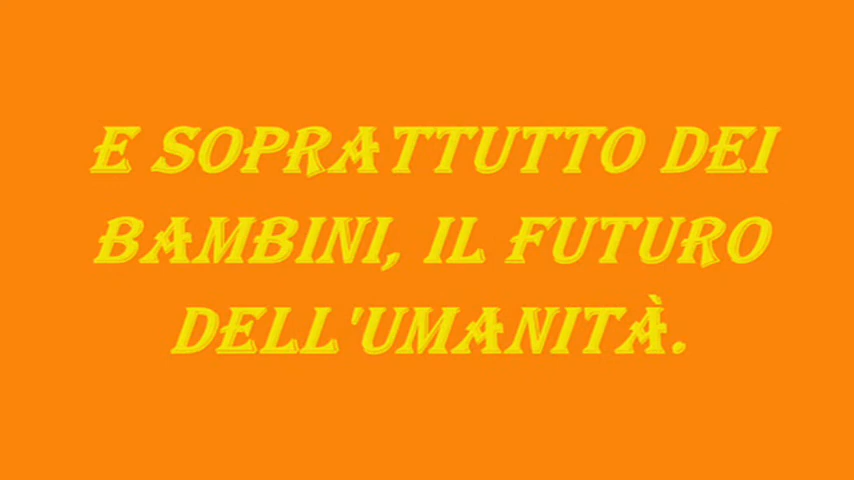 E SOPRATTUTTO DEI
BAMBINI, IL FUTURO
DELL'UMANITÀ.